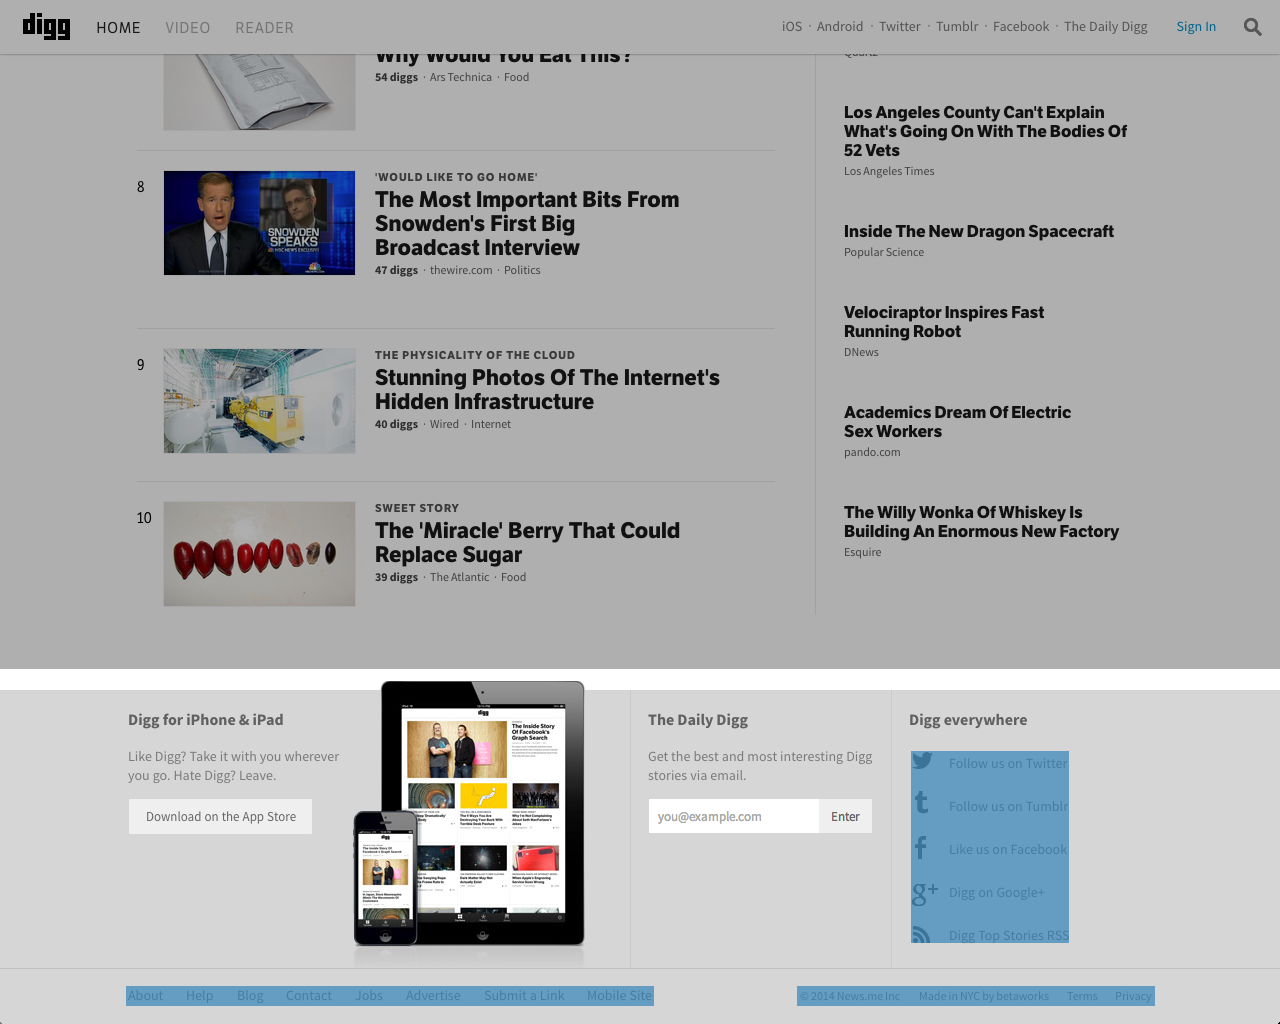 digg HOME VIDEO READER
iOS · Android · Twitter · Tumblr · Facebook · The Daily Digg Sign In
Why Would You Eat This?
54 diggs · Ars Technica · Food
8
'WOULD LIKE TO GO HOME'
The Most Important Bits From
Snowden's First Big
Broadcast Interview
47 diggs · thewire.com · Politics
SNOWDEN
SPEAKS
9
THE PHYSICALITY OF THE CLOUD
Stunning Photos Of The Internet's
Hidden Infrastructure
40 diggs · Wired · Internet
10
SWEET STORY
The 'Miracle' Berry That Could
Replace Sugar
39 diggs · The Atlantic · Food
Quartz
Los Angeles County Can't Explain
What's Going On With The Bodies Of
52 Vets
Los Angeles Times
Inside The New Dragon Spacecraft
Popular Science
Velociraptor Inspires Fast
Running Robot
DNews
Academics Dream Of Electric
Sex Workers
pando.com
The Willy Wonka Of Whiskey Is
Building An Enormous New Factory
Esquire
Digg for iPhone & iPad
Like Digg? Take it with you wherever
you go. Hate Digg? Leave.
Download on the App Store
digg
The Inside Story
Of Facebook's
Graph Search
The Daily Digg
Get the best and most interesting Digg
stories via email.
you@example.com Enter
Digg everywhere
Follow us on Twitter
Follow us on Tumblr
Like us on Facebook
Digg on Google+
Digg Top Stories RSS
About Help Blog Contact Jobs Advertise Submit a Link Mobile Site
© 2014 News.me Inc Made in NYC by betaworks Terms Privacy